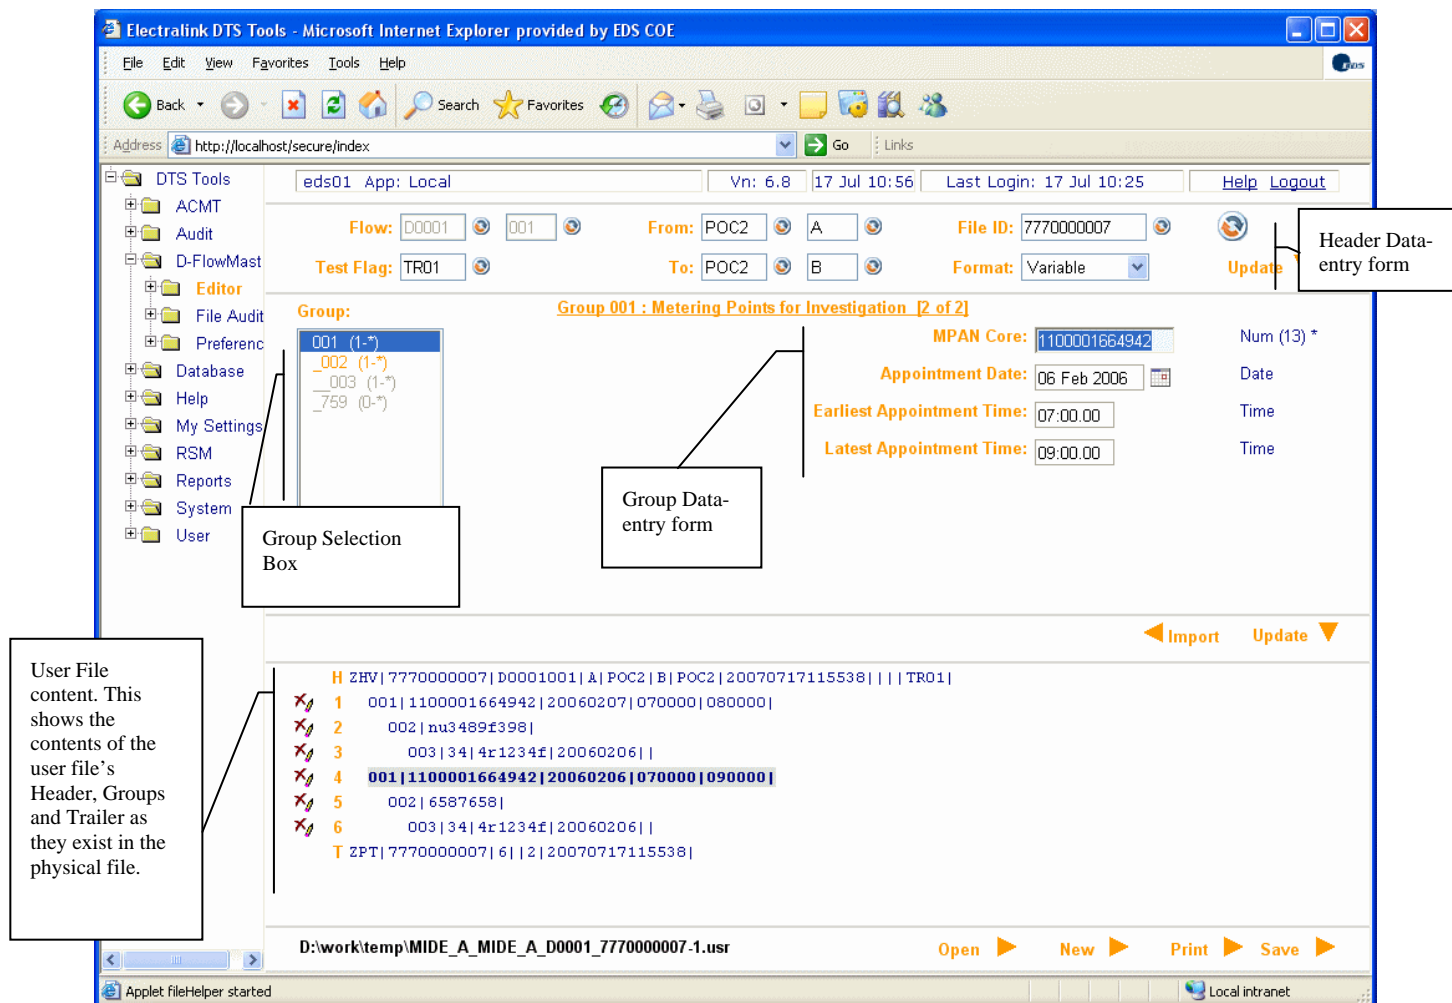 Electralink DTS Tools - Microsoft Internet Explorer provided by EDS COE
File Edit View Favorites Tools Help
EDS
Back Search Favorites
Address http://localhost/secure/index Go Links
DTS Tools
ACMT
Audit
D-FlowMast
Editor
File Audit
Preferenc
Database
Help
My Settings
RSM
Reports
System
User
eds01 App: Local Vn: 6.8 17 Jul 10:56 Last Login: 17 Jul 10:25 Help Logout
Flow: D0001 001 From: POC2 A File ID: 7770000007
Test Flag: TR01 To: POC2 B Format: Variable Update
Header Data-
entry form
Group: Group 001 : Metering Points for Investigation [2 of 2]
001 (1-*)
_002 (1-*)
__003 (1-*)
_759 (0-*)
MPAN Core: 1100001664942 Num (13) *
Appointment Date: 06 Feb 2006 Date
Earliest Appointment Time: 07:00.00 Time
Latest Appointment Time: 09:00.00 Time
Group Selection
Box
Group Data-
entry form
Import Update
User File
content. This
shows the
contents of the
user file's
Header, Groups
and Trailer as
they exist in the
physical file.
H ZHV|7770000007|D0001001|A|POC2|B|POC2|20070717115538||||TR01|
1 001|1100001664942|20060207|070000|080000|
2 002|nu3489f398|
3 003|34|4r1234f|20060206||
4 001|1100001664942|20060206|070000|090000|
5 002|6587658|
6 003|34|4r1234f|20060206||
T ZPT|7770000007|6||2|20070717115538|
D:\work\temp\MIDE_A_MIDE_A_D0001_7770000007-1.usr Open New Print Save
Applet fileHelper started Local intranet